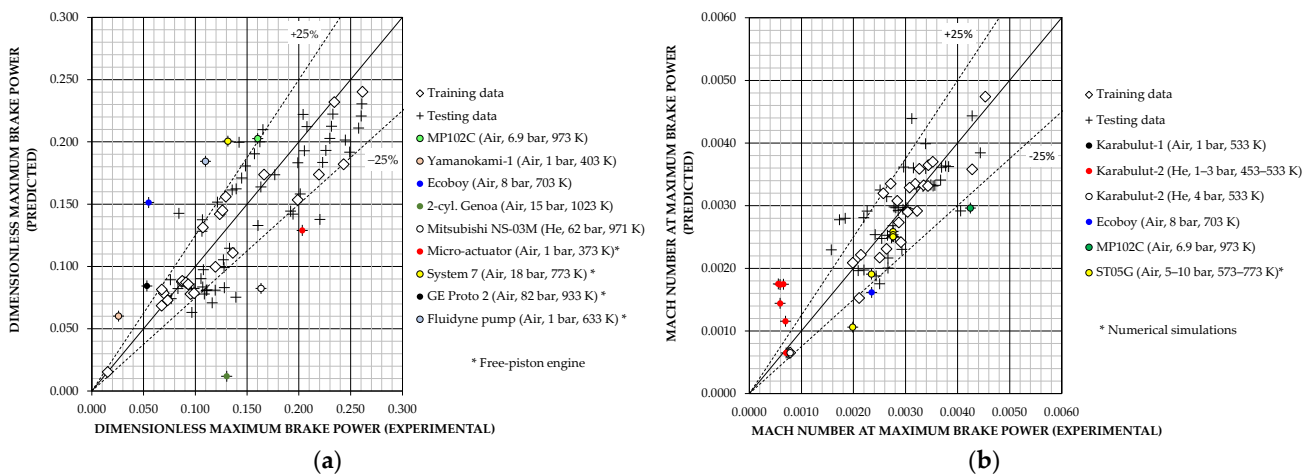 DIMENSIONLESS MAXIMUM BRAKE POWER
(PREDICTED)
0.300
0.250
0.200
0.150
0.100
0.050
0.000
0.000 0.050 0.100 0.150 0.200 0.250 0.300
DIMENSIONLESS MAXIMUM BRAKE POWER (EXPERIMENTAL)
+25%
−25%
Training data
Testing data
MP102C (Air, 6.9 bar, 973 K)
Yamanokami-1 (Air, 1 bar, 403 K)
Ecoboy (Air, 8 bar, 703 K)
2-cyl. Genoa (Air, 15 bar, 1023 K)
Mitsubishi NS-03M (He, 62 bar, 971 K)
Micro-actuator (Air, 1 bar, 373 K)*
System 7 (Air, 18 bar, 773 K) *
GE Proto 2 (Air, 82 bar, 933 K) *
Fluidyne pump (Air, 1 bar, 633 K) *
* Free-piston engine
(a)
MACH NUMBER AT MAXIMUM BRAKE POWER
(PREDICTED)
0.0060
0.0050
0.0040
0.0030
0.0020
0.0010
0.0000
0.0000 0.0010 0.0020 0.0030 0.0040 0.0050 0.0060
MACH NUMBER AT MAXIMUM BRAKE POWER (EXPERIMENTAL)
+25%
-25%
Training data
Testing data
Karabulut-1 (Air, 1 bar, 533 K)
Karabulut-2 (He, 1–3 bar, 453–533 K)
Karabulut-2 (He, 4 bar, 533 K)
Ecoboy (Air, 8 bar, 703 K)
MP102C (Air, 6.9 bar, 973 K)
ST05G (Air, 5–10 bar, 573–773 K)*
* Numerical simulations
(b)